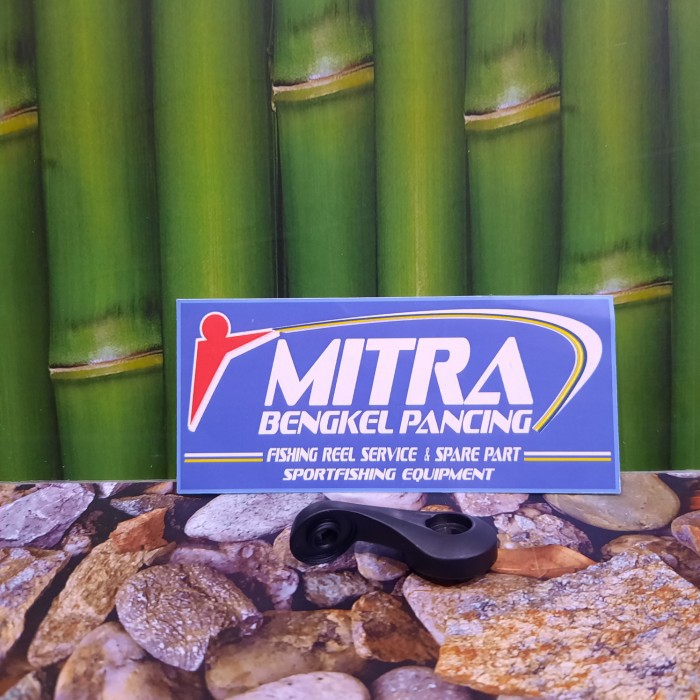 MITRA
BENGKEL PANCING
FISHING REEL SERVICE & SPARE PART
SPORTFISHING EQUIPMENT